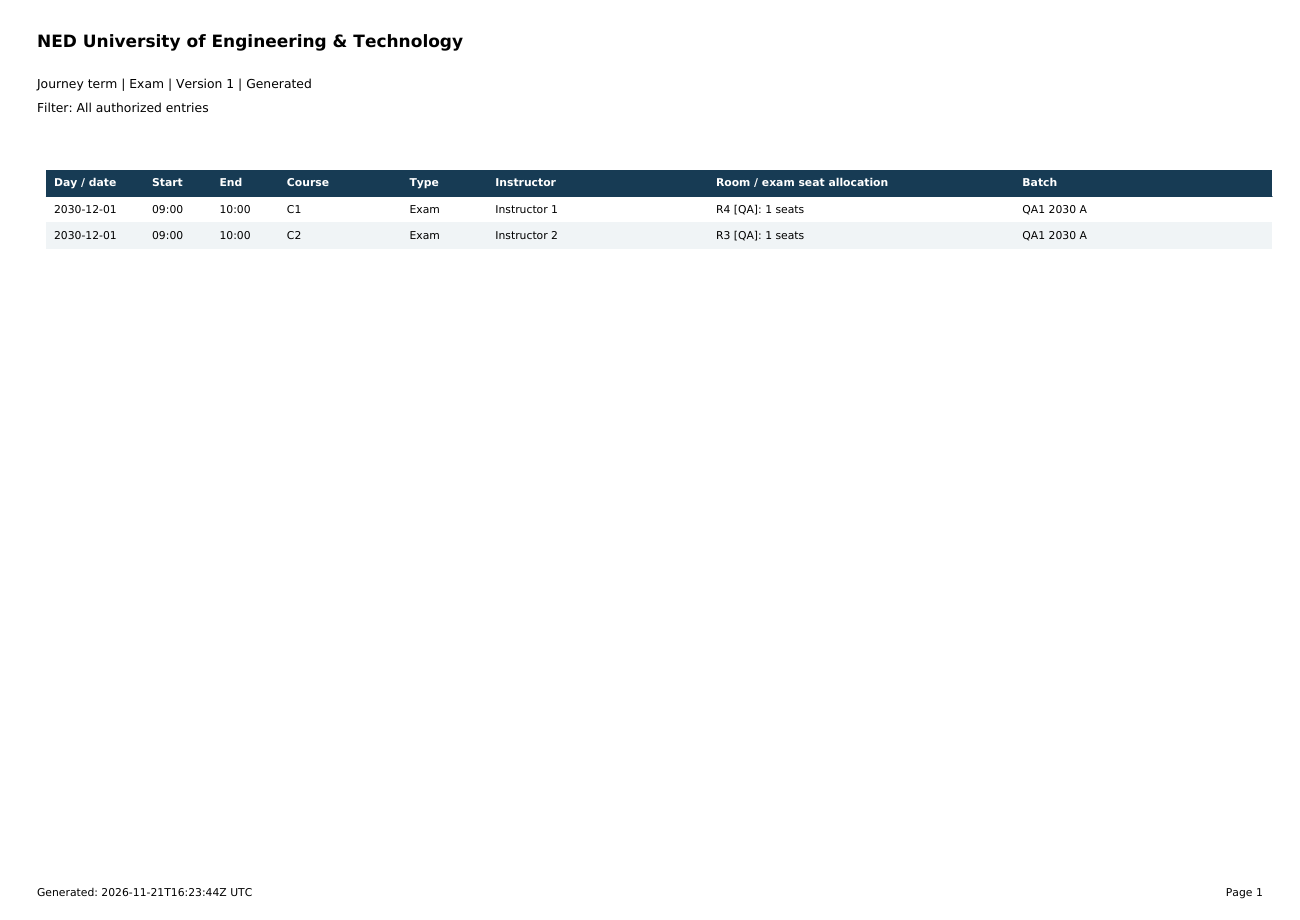 NED University of Engineering & Technology
Journey term | Exam | Version 1 | Generated
Filter: All authorized entries
Day / date Start End Course Type Instructor Room / exam seat allocation Batch
2030-12-01 09:00 10:00 C1 Exam Instructor 1 R4 [QA]: 1 seats QA1 2030 A
2030-12-01 09:00 10:00 C2 Exam Instructor 2 R3 [QA]: 1 seats QA1 2030 A
Generated: 2026-11-21T16:23:44Z UTC Page 1